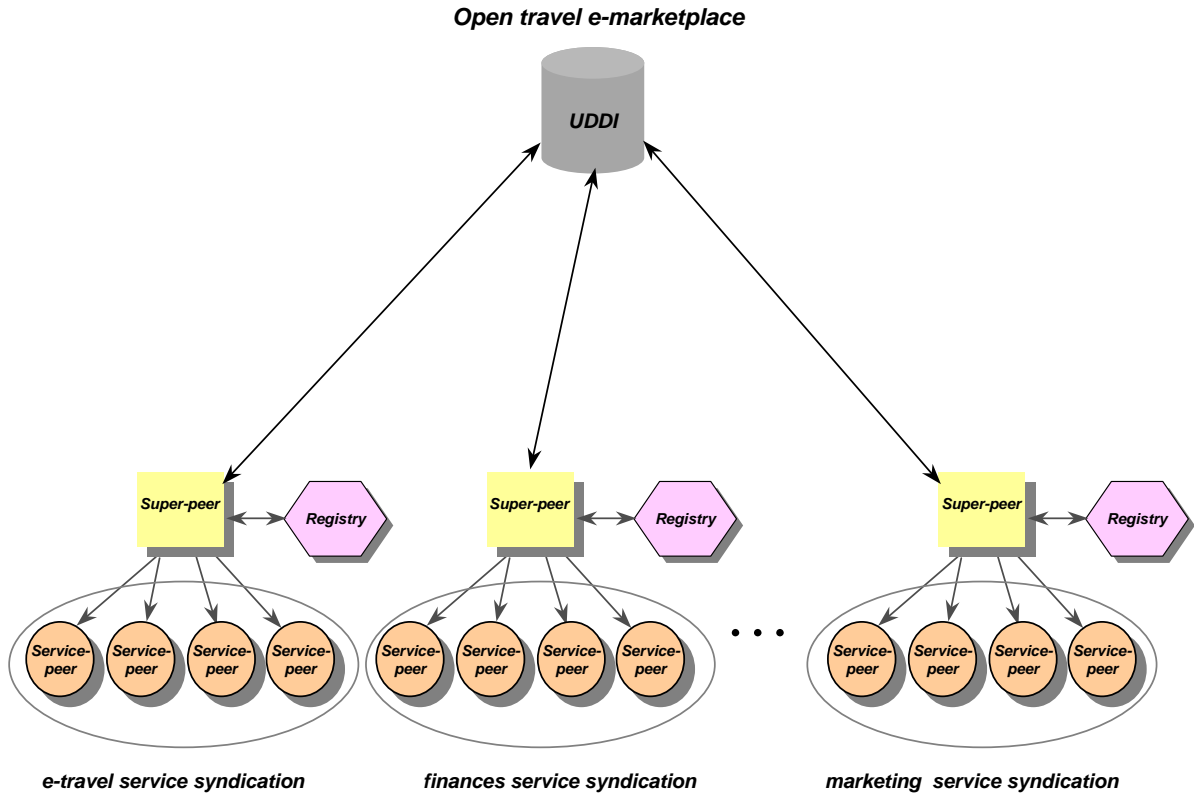 Open travel e-marketplace
UDDI
Super-peer
Registry
Super-peer
Registry
Super-peer
Registry
Service-
peer
Service-
peer
Service-
peer
Service-
peer
Service-
peer
Service-
peer
Service-
peer
Service-
peer
. . .
Service-
peer
Service-
peer
Service-
peer
Service-
peer
e-travel service syndication
finances service syndication
marketing service syndication